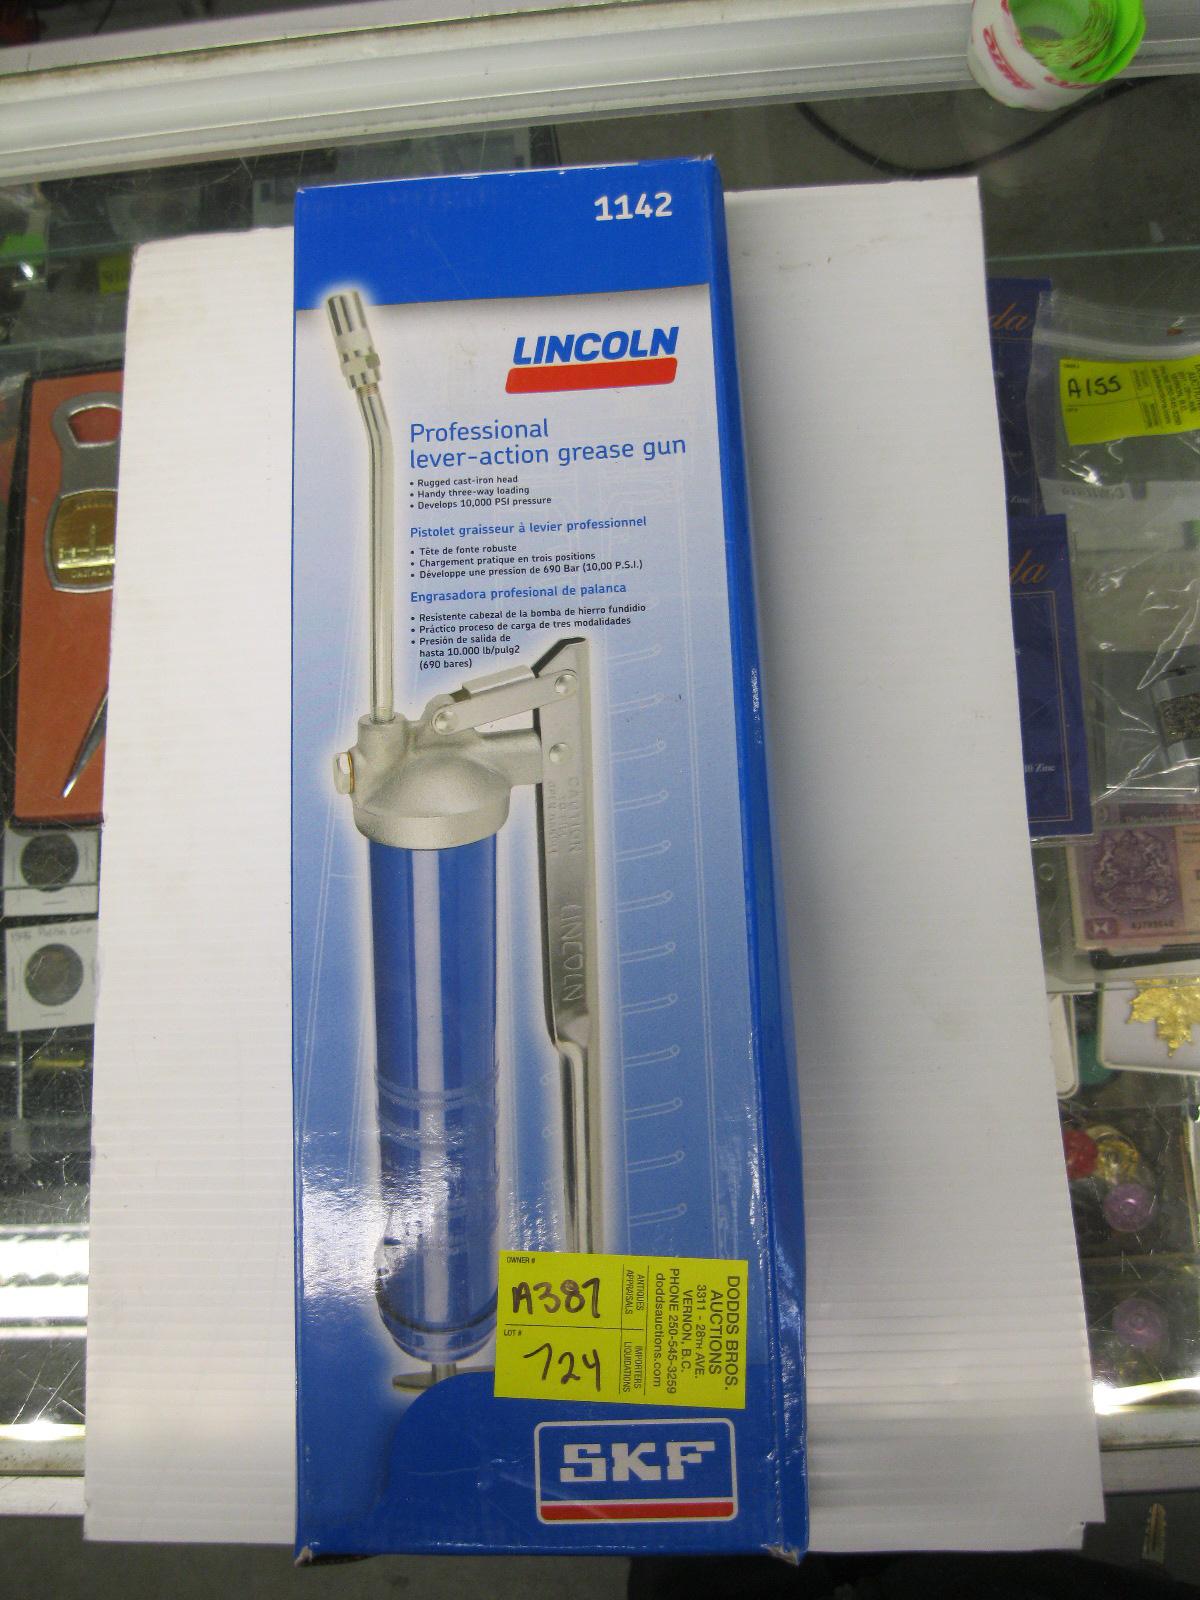 1142
LINCOLN
Professional
lever-action grease gun
• Rugged cast-iron head
• Handy three-way loading
• Develops 10,000 PSI pressure
Pistolet graisseur à levier professionnel
• Tête de fonte robuste
• Chargement pratique en trois positions
• Développe une pression de 690 Bar (10,00 P.S.I.)
Engrasadora profesional de palanca
• Resistente cabezal de la bomba de hierro fundidio
• Práctico proceso de carga de tres modalidades
• Presión de salida de
hasta 10.000 lb/pulg2
(690 bares)
CAUTION
LINCOLN
OWNER #
A387
LOT #
724
ANTIQUES
APPRAISALS
IMPORTERS
LIQUIDATIONS
DODDS BROS.
AUCTIONS
3311 - 28TH AVE.
VERNON, B.C.
PHONE 250-545-3259
doddsauctions.com
SKF
A155
da
da
Zinc